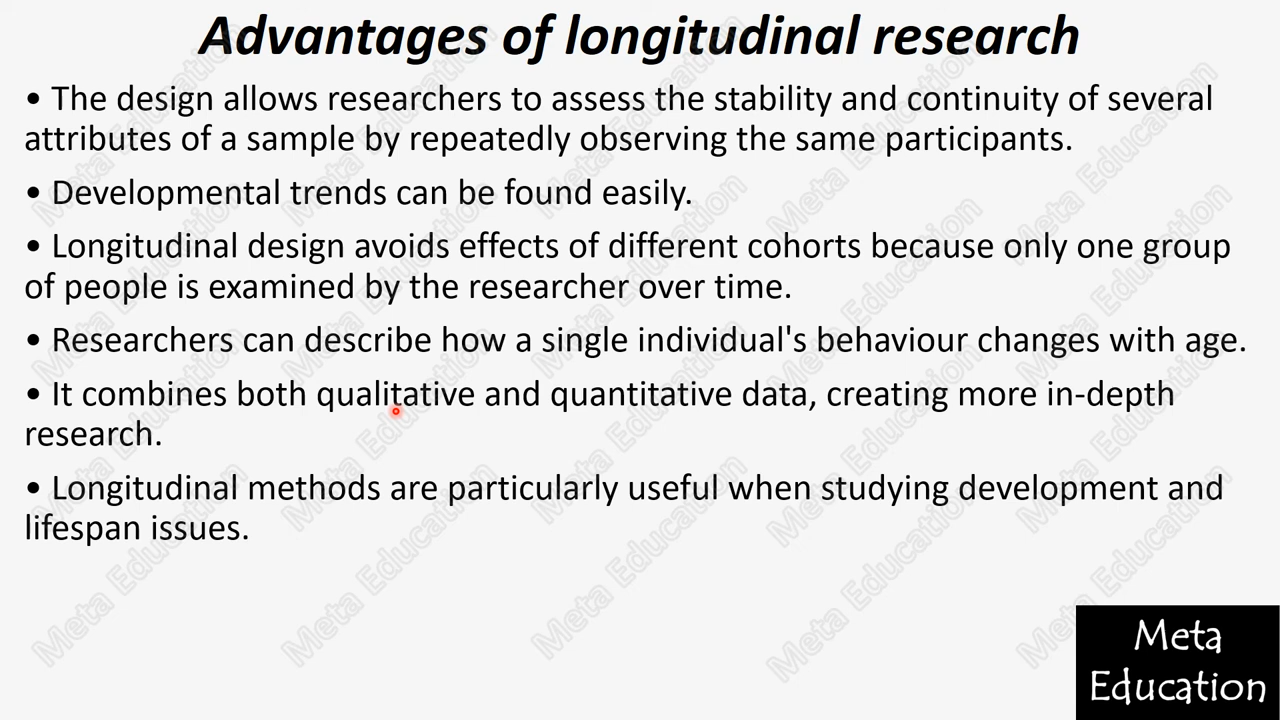 Advantages of longitudinal research
• The design allows researchers to assess the stability and continuity of several
attributes of a sample by repeatedly observing the same participants.
• Developmental trends can be found easily.
• Longitudinal design avoids effects of different cohorts because only one group
of people is examined by the researcher over time.
• Researchers can describe how a single individual's behaviour changes with age.
• It combines both qualitative and quantitative data, creating more in-depth
research.
• Longitudinal methods are particularly useful when studying development and
lifespan issues.
Meta
Education